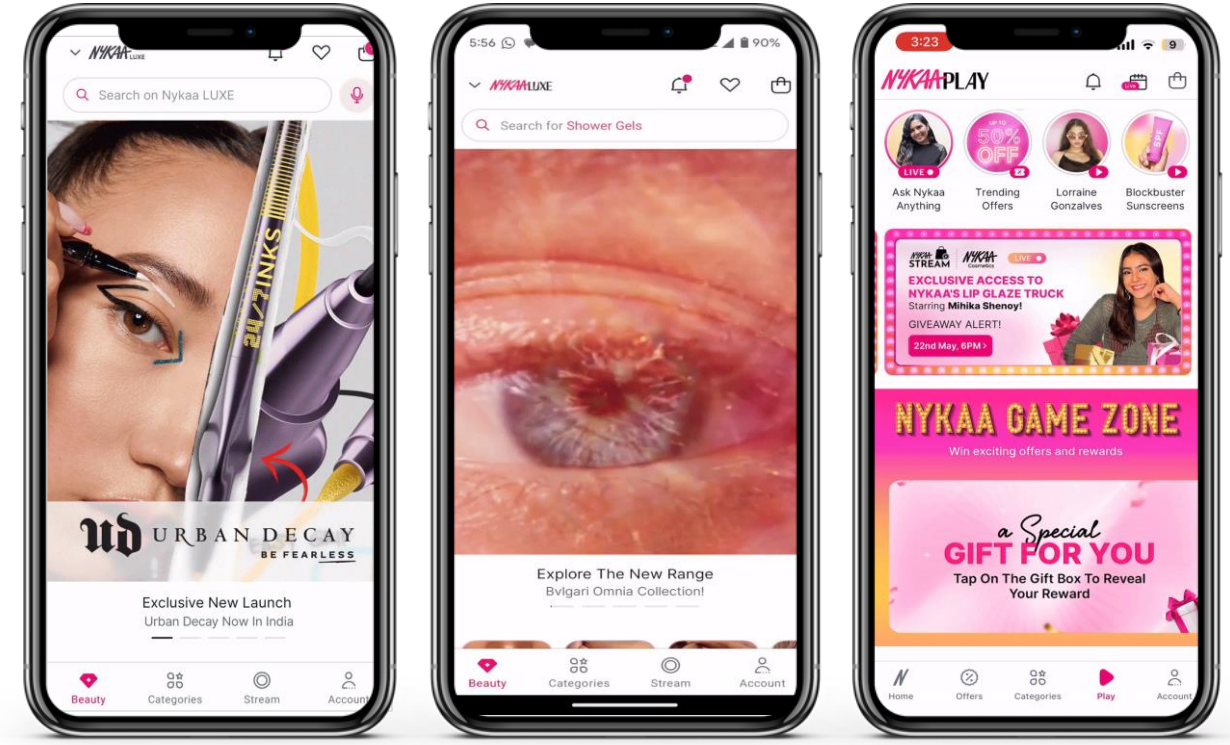 NYKAA LUXE
Search on Nykaa LUXE
24/7 INKS
UD URBAN DECAY
BE FEARLESS
Exclusive New Launch
Urban Decay Now In India
Beauty
Categories
Stream
Account
5:56
90%
NYKAA LUXE
Search for Shower Gels
Explore The New Range
Bvlgari Omnia Collection!
Beauty
Categories
Stream
Account
3:23
9
NYKAA PLAY
LIVE
UP TO
50%
OFF
SPF
LIVE
Ask Nykaa
Anything
Trending
Offers
Lorraine
Gonzalves
Blockbuster
Sunscreens
NYKAA
STREAM
NYKAA
Cosmetics
LIVE
EXCLUSIVE ACCESS TO
NYKAA'S LIP GLAZE TRUCK
Starring Mihika Shenoy!
GIVEAWAY ALERT!
22nd May, 6PM >
NYKAA GAME ZONE
Win exciting offers and rewards
a Special
GIFT FOR YOU
Tap On The Gift Box To Reveal
Your Reward
N
Home
Offers
Categories
Play
Account